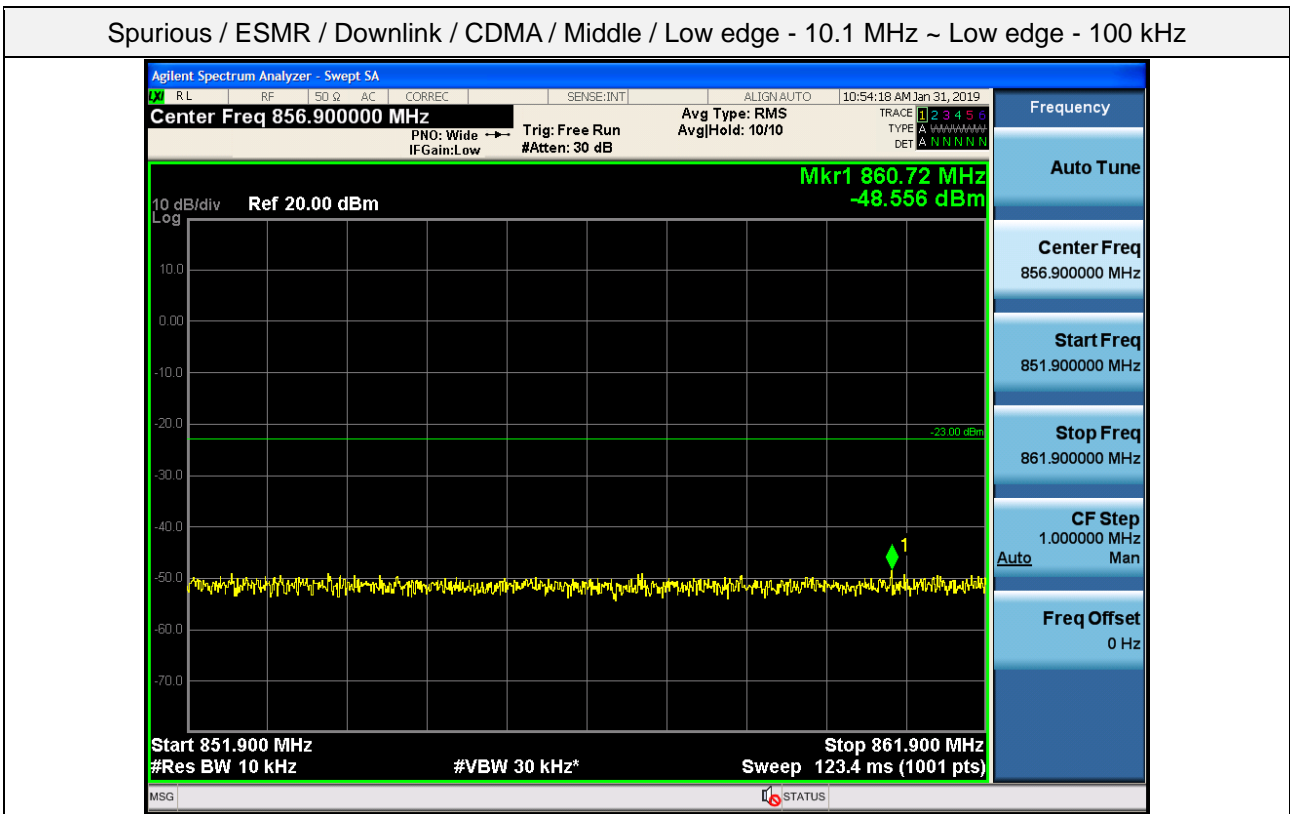 Spurious / ESMR / Downlink / CDMA / Middle / Low edge - 10.1 MHz ~ Low edge - 100 kHz
Agilent Spectrum Analyzer - Swept SA
LXI RL RF 50 Ω AC CORREC SENSE:INT ALIGN AUTO 10:54:18 AM Jan 31, 2019
Center Freq 856.900000 MHz
PNO: Wide
IFGain:Low
Trig: Free Run
#Atten: 30 dB
Avg Type: RMS
Avg|Hold: 10/10
TRACE 1 2 3 4 5 6
TYPE A WWWWW
DET A N N N N N
Mkr1 860.72 MHz
-48.556 dBm
10 dB/div Ref 20.00 dBm
Log
10.0
0.00
-10.0
-20.0
-23.00 dBm
-30.0
-40.0
1
-50.0
-60.0
-70.0
Start 851.900 MHz Stop 861.900 MHz
#Res BW 10 kHz #VBW 30 kHz* Sweep 123.4 ms (1001 pts)
MSG STATUS
Frequency
Auto Tune
Center Freq
856.900000 MHz
Start Freq
851.900000 MHz
Stop Freq
861.900000 MHz
CF Step
1.000000 MHz
Auto Man
Freq Offset
0 Hz